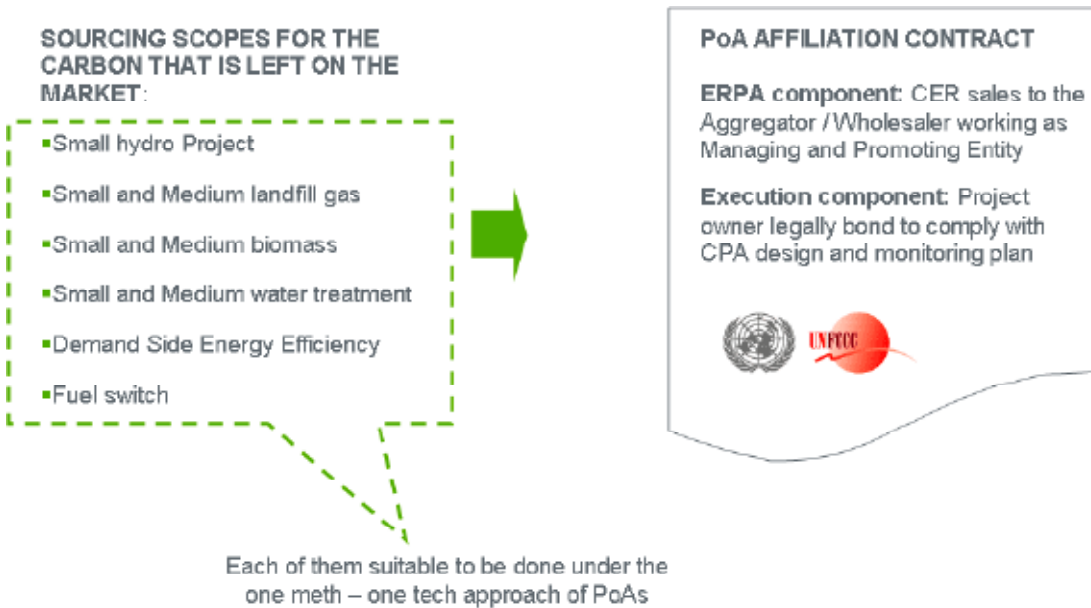 SOURCING SCOPES FOR THE
CARBON THAT IS LEFT ON THE
MARKET:
▪Small hydro Project
▪Small and Medium landfill gas
▪Small and Medium biomass
▪Small and Medium water treatment
▪Demand Side Energy Efficiency
▪Fuel switch
Each of them suitable to be done under the
one meth – one tech approach of PoAs
PoA AFFILIATION CONTRACT
ERPA component: CER sales to the
Aggregator / Wholesaler working as
Managing and Promoting Entity
Execution component: Project
owner legally bond to comply with
CPA design and monitoring plan
UNFCCC